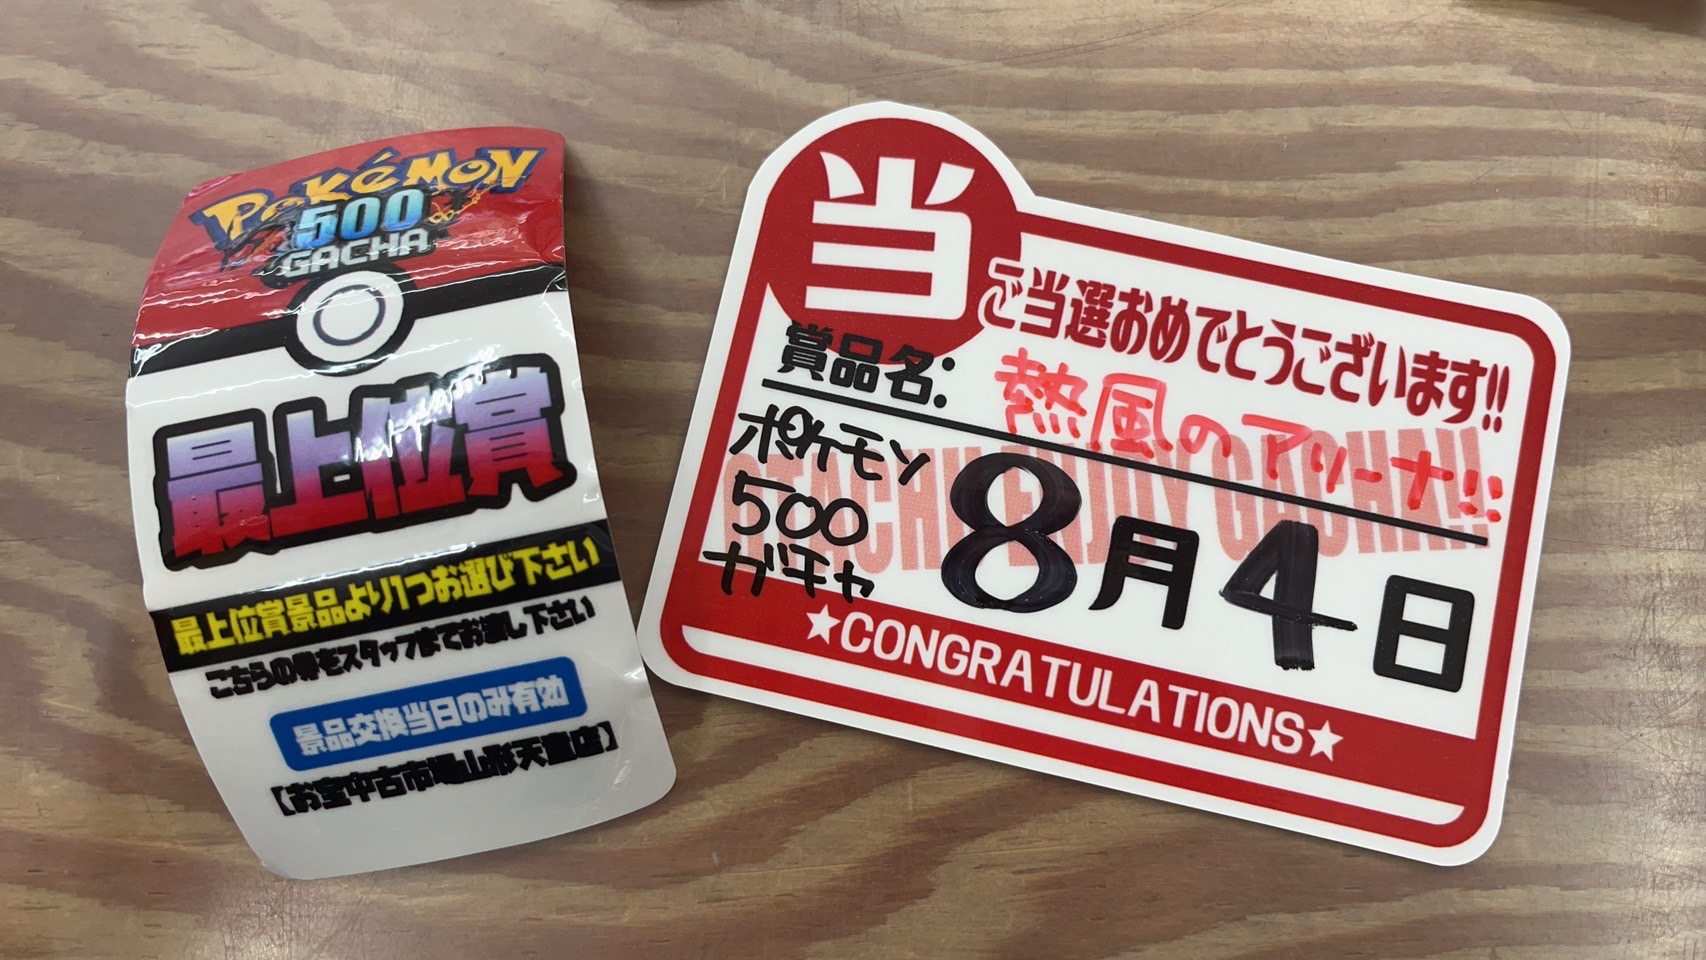 Pokémon
500
GACHA
最上位賞
最上位賞景品より1つお選び下さい
こちらの券をスタッフまでお渡し下さい
景品交換当日のみ有効
【お宝中古市場山形天童店】
当
ご当選おめでとうございます!!
賞品名:
熱風のアリーナ!!
ポケモン
500
ガチャ
OTACHU ENJOY GACHA!!
8月4日
★CONGRATULATIONS★